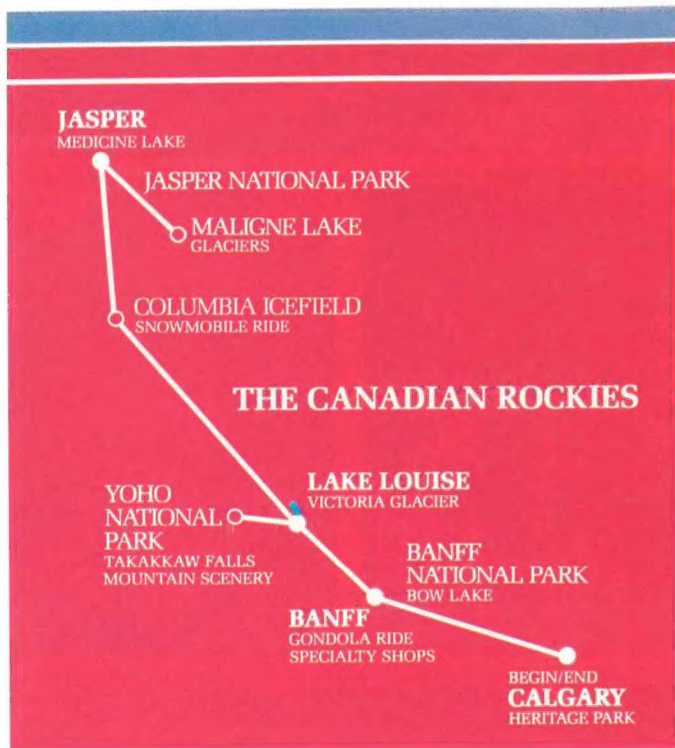 JASPER
MEDICINE LAKE
JASPER NATIONAL PARK
MALIGNE LAKE
GLACIERS
COLUMBIA ICEFIELD
SNOWMOBILE RIDE
THE CANADIAN ROCKIES
LAKE LOUISE
VICTORIA GLACIER
YOHO
NATIONAL
PARK
TAKAKKAW FALLS
MOUNTAIN SCENERY
BANFF
NATIONAL PARK
BOW LAKE
BANFF
GONDOLA RIDE
SPECIALTY SHOPS
BEGIN/END
CALGARY
HERITAGE PARK